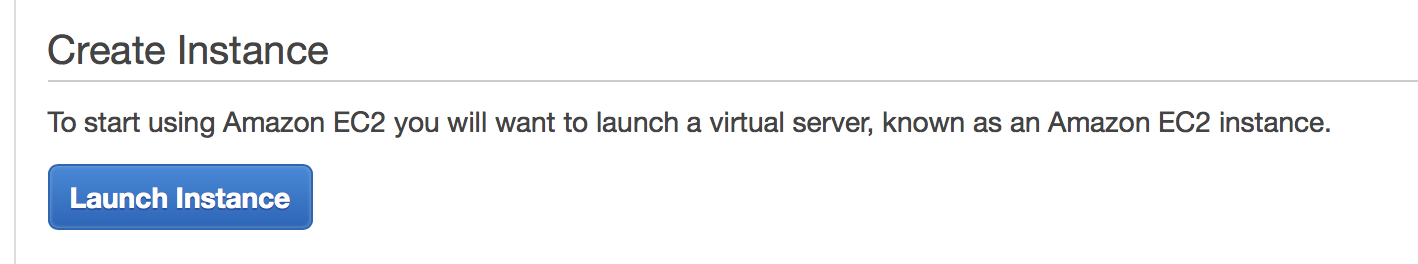 Create Instance
To start using Amazon EC2 you will want to launch a virtual server, known as an Amazon EC2 instance.
Launch Instance